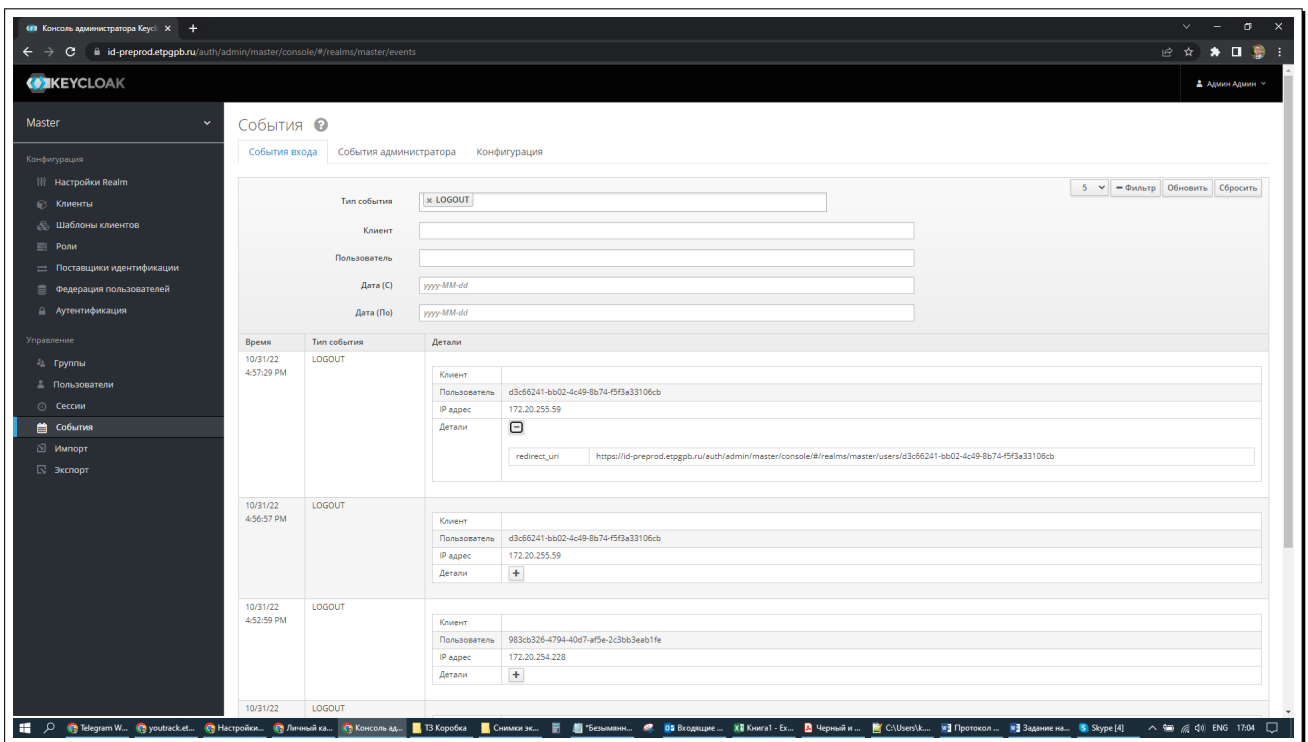 Консоль администратора Keycl
id-preprod.etpgpb.ru/auth/admin/master/console/#/realms/master/events
KEYCLOAK
Админ Админ
Master
Конфигурация
Настройки Realm
Клиенты
Шаблоны клиентов
Роли
Поставщики идентификации
Федерация пользователей
Аутентификация
Управление
Группы
Пользователи
Сессии
События
Импорт
Экспорт
События
События входа События администратора Конфигурация
5 Фильтр Обновить Сбросить
Тип события × LOGOUT
Клиент
Пользователь
Дата (С) yyyy-MM-dd
Дата (По) yyyy-MM-dd
Время Тип события Детали
10/31/22 LOGOUT
4:57:29 PM
Клиент
Пользователь d3c66241-bb02-4c49-8b74-f5f3a33106cb
IP адрес 172.20.255.59
Детали
redirect_uri https://id-preprod.etpgpb.ru/auth/admin/master/console/#/realms/master/users/d3c66241-bb02-4c49-8b74-f5f3a33106cb
10/31/22 LOGOUT
4:56:57 PM
Клиент
Пользователь d3c66241-bb02-4c49-8b74-f5f3a33106cb
IP адрес 172.20.255.59
Детали
10/31/22 LOGOUT
4:52:59 PM
Клиент
Пользователь 983cb326-4794-40d7-af5e-2c3bb3eab1fe
IP адрес 172.20.254.228
Детали
10/31/22 LOGOUT
Telegram W... youtrack.et... Настройки... Личный ка... Консоль ад... ТЗ Коробка Снимки эк... *Безымянн... Входящие ... Книга1 - Ex... Черный и ... C:\Users\k... Протокол ... Задание на... Skype [4] ENG 17:04